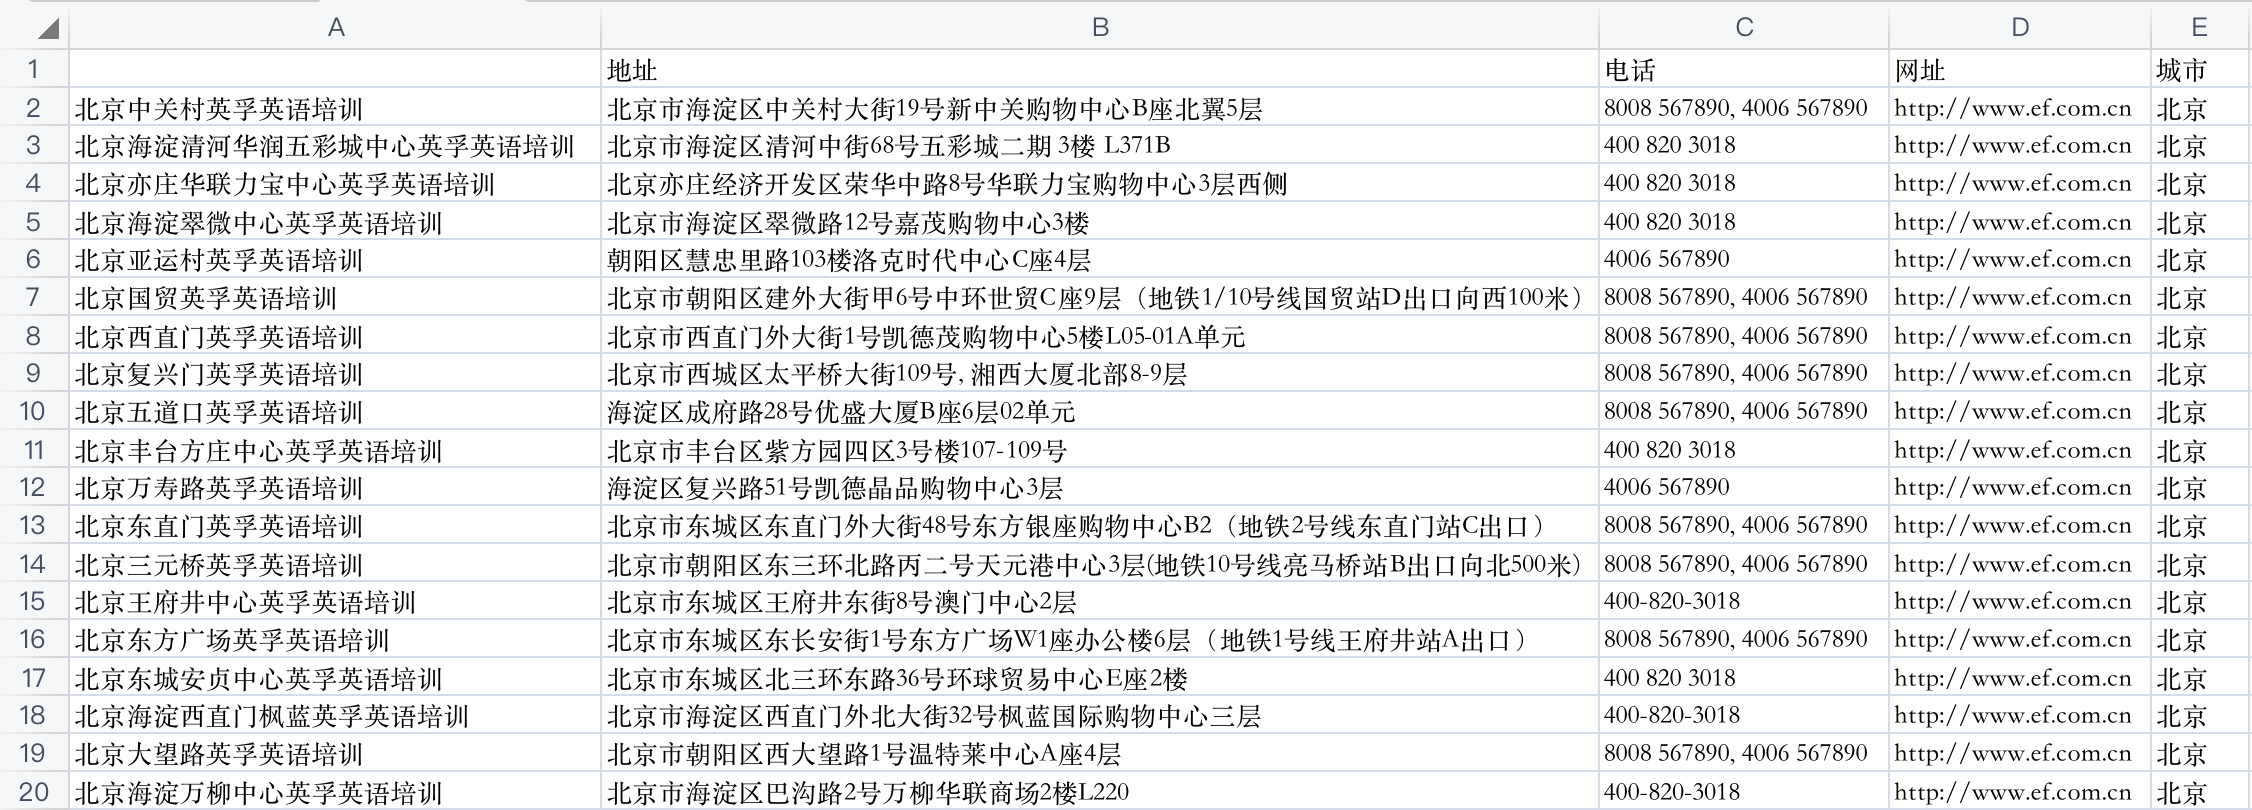 A B C D E
1 地址 电话 网址 城市
2 北京中关村英孚英语培训 北京市海淀区中关村大街19号新中关购物中心B座北翼5层 8008 567890, 4006 567890 http://www.ef.com.cn 北京
3 北京海淀清河华润五彩城中心英孚英语培训 北京市海淀区清河中街68号五彩城二期 3楼 L371B 400 820 3018 http://www.ef.com.cn 北京
4 北京亦庄华联力宝中心英孚英语培训 北京亦庄经济开发区荣华中路8号华联力宝购物中心3层西侧 400 820 3018 http://www.ef.com.cn 北京
5 北京海淀翠微中心英孚英语培训 北京市海淀区翠微路12号嘉茂购物中心3楼 400 820 3018 http://www.ef.com.cn 北京
6 北京亚运村英孚英语培训 朝阳区慧忠里路103楼洛克时代中心C座4层 4006 567890 http://www.ef.com.cn 北京
7 北京国贸英孚英语培训 北京市朝阳区建外大街甲6号中环世贸C座9层（地铁1/10号线国贸站D出口向西100米） 8008 567890, 4006 567890 http://www.ef.com.cn 北京
8 北京西直门英孚英语培训 北京市西直门外大街1号凯德茂购物中心5楼L05-01A单元 8008 567890, 4006 567890 http://www.ef.com.cn 北京
9 北京复兴门英孚英语培训 北京市西城区太平桥大街109号, 湘西大厦北部8-9层 8008 567890, 4006 567890 http://www.ef.com.cn 北京
10 北京五道口英孚英语培训 海淀区成府路28号优盛大厦B座6层02单元 8008 567890, 4006 567890 http://www.ef.com.cn 北京
11 北京丰台方庄中心英孚英语培训 北京市丰台区紫方园四区3号楼107-109号 400 820 3018 http://www.ef.com.cn 北京
12 北京万寿路英孚英语培训 海淀区复兴路51号凯德晶品购物中心3层 4006 567890 http://www.ef.com.cn 北京
13 北京东直门英孚英语培训 北京市东城区东直门外大街48号东方银座购物中心B2（地铁2号线东直门站C出口） 8008 567890, 4006 567890 http://www.ef.com.cn 北京
14 北京三元桥英孚英语培训 北京市朝阳区东三环北路丙二号天元港中心3层(地铁10号线亮马桥站B出口向北500米） 8008 567890, 4006 567890 http://www.ef.com.cn 北京
15 北京王府井中心英孚英语培训 北京市东城区王府井东街8号澳门中心2层 400-820-3018 http://www.ef.com.cn 北京
16 北京东方广场英孚英语培训 北京市东城区东长安街1号东方广场W1座办公楼6层（地铁1号线王府井站A出口） 8008 567890, 4006 567890 http://www.ef.com.cn 北京
17 北京东城安贞中心英孚英语培训 北京市东城区北三环东路36号环球贸易中心E座2楼 400 820 3018 http://www.ef.com.cn 北京
18 北京海淀西直门枫蓝英孚英语培训 北京市海淀区西直门外北大街32号枫蓝国际购物中心三层 400-820-3018 http://www.ef.com.cn 北京
19 北京大望路英孚英语培训 北京市朝阳区西大望路1号温特莱中心A座4层 8008 567890, 4006 567890 http://www.ef.com.cn 北京
20 北京海淀万柳中心英孚英语培训 北京市海淀区巴沟路2号万柳华联商场2楼L220 400-820-3018 http://www.ef.com.cn 北京